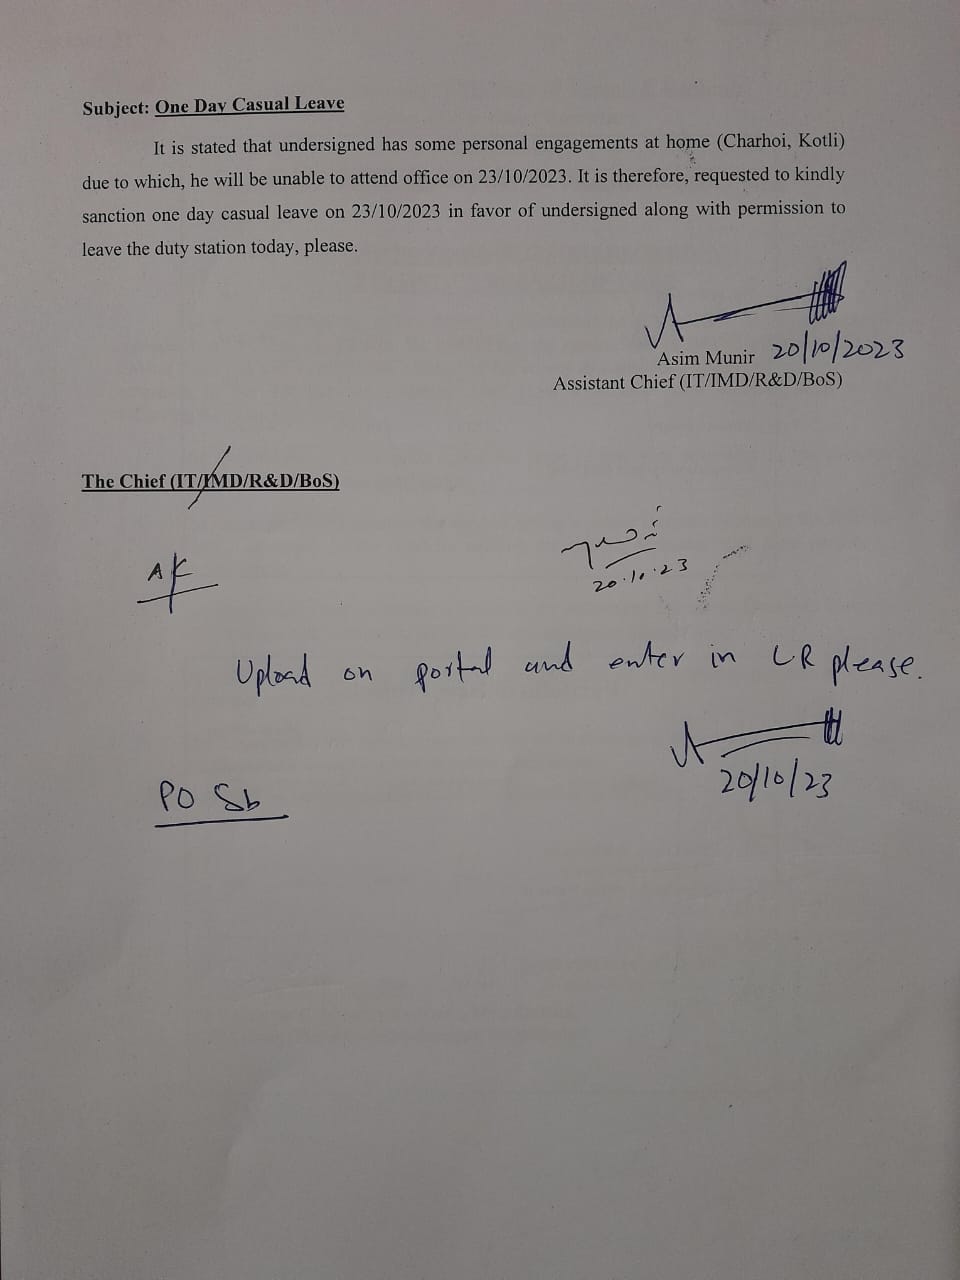 Subject: One Day Casual Leave
It is stated that undersigned has some personal engagements at home (Charhoi, Kotli)
due to which, he will be unable to attend office on 23/10/2023. It is therefore, requested to kindly
sanction one day casual leave on 23/10/2023 in favor of undersigned along with permission to
leave the duty station today, please.
Asim Munir 20/10/2023
Assistant Chief (IT/IMD/R&D/BoS)
The Chief (IT/IMD/R&D/BoS)
20.10.23
AK
Upload on portal and enter in LR please.
20/10/23
PO Sb